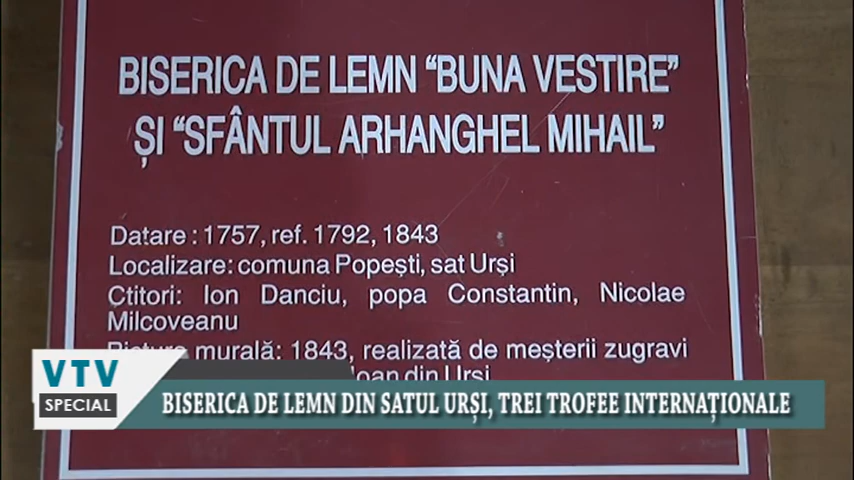 BISERICA DE LEMN “BUNA VESTIRE”
ȘI “SFÂNTUL ARHANGHEL MIHAIL”
Datare : 1757, ref. 1792, 1843
Localizare: comuna Popești, sat Urși
Ctitori: Ion Danciu, popa Constantin, Nicolae
Milcoveanu
Pictura murală: 1843, realizată de meșterii zugravi
Ioan din Urși
VTV
SPECIAL
BISERICA DE LEMN DIN SATUL URȘI, TREI TROFEE INTERNAȚIONALE